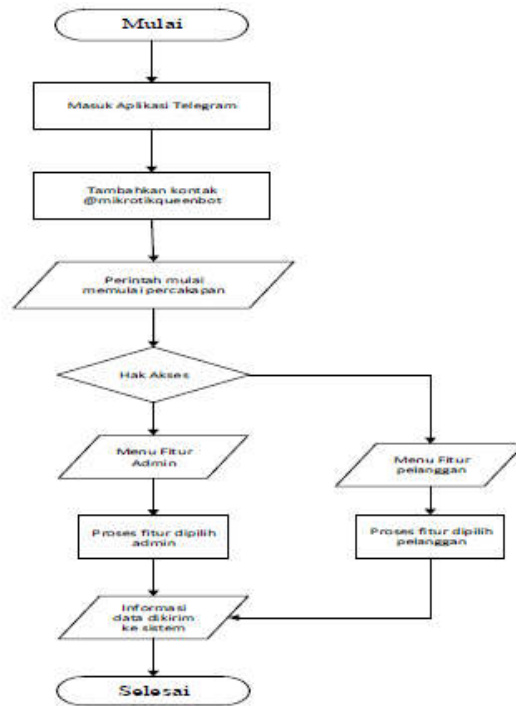 Mulai
Masuk Aplikasi Telegram
Tambahkan kontak
@mikrotikqueenbot
Perintah mulai
memulai percakapan
Hak Akses
Menu Fitur
Admin
Menu Fitur
pelanggan
Proses fitur dipilih
admin
Proses fitur dipilih
pelanggan
Informasi
data dikirim
ke sistem
Selesai